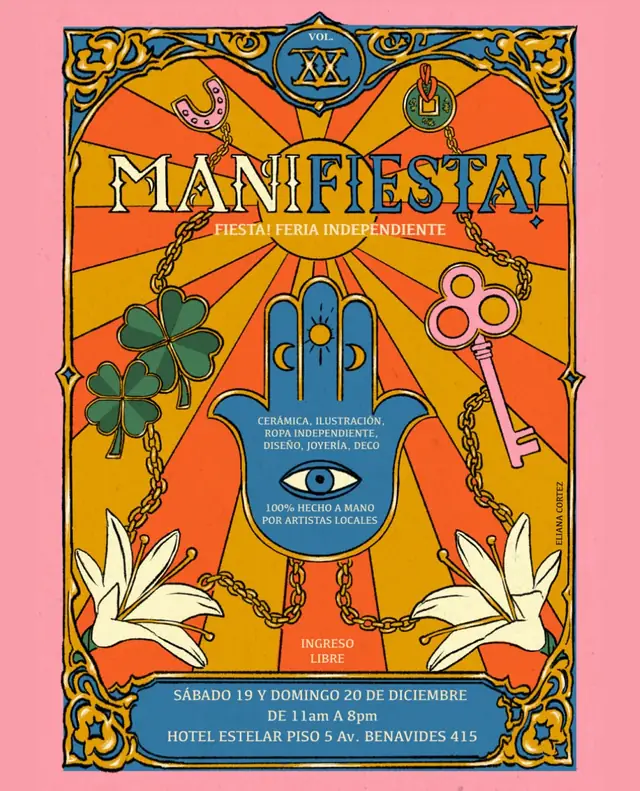 VOL.
XX
MANIFIESTA!
FIESTA! FERIA INDEPENDIENTE
CERÁMICA, ILUSTRACIÓN,
ROPA INDEPENDIENTE,
DISEÑO, JOYERÍA, DECO
100% HECHO A MANO
POR ARTISTAS LOCALES
ELIANA CORTEZ
INGRESO
LIBRE
SÁBADO 19 Y DOMINGO 20 DE DICIEMBRE
DE 11am A 8pm
HOTEL ESTELAR PISO 5 Av. BENAVIDES 415